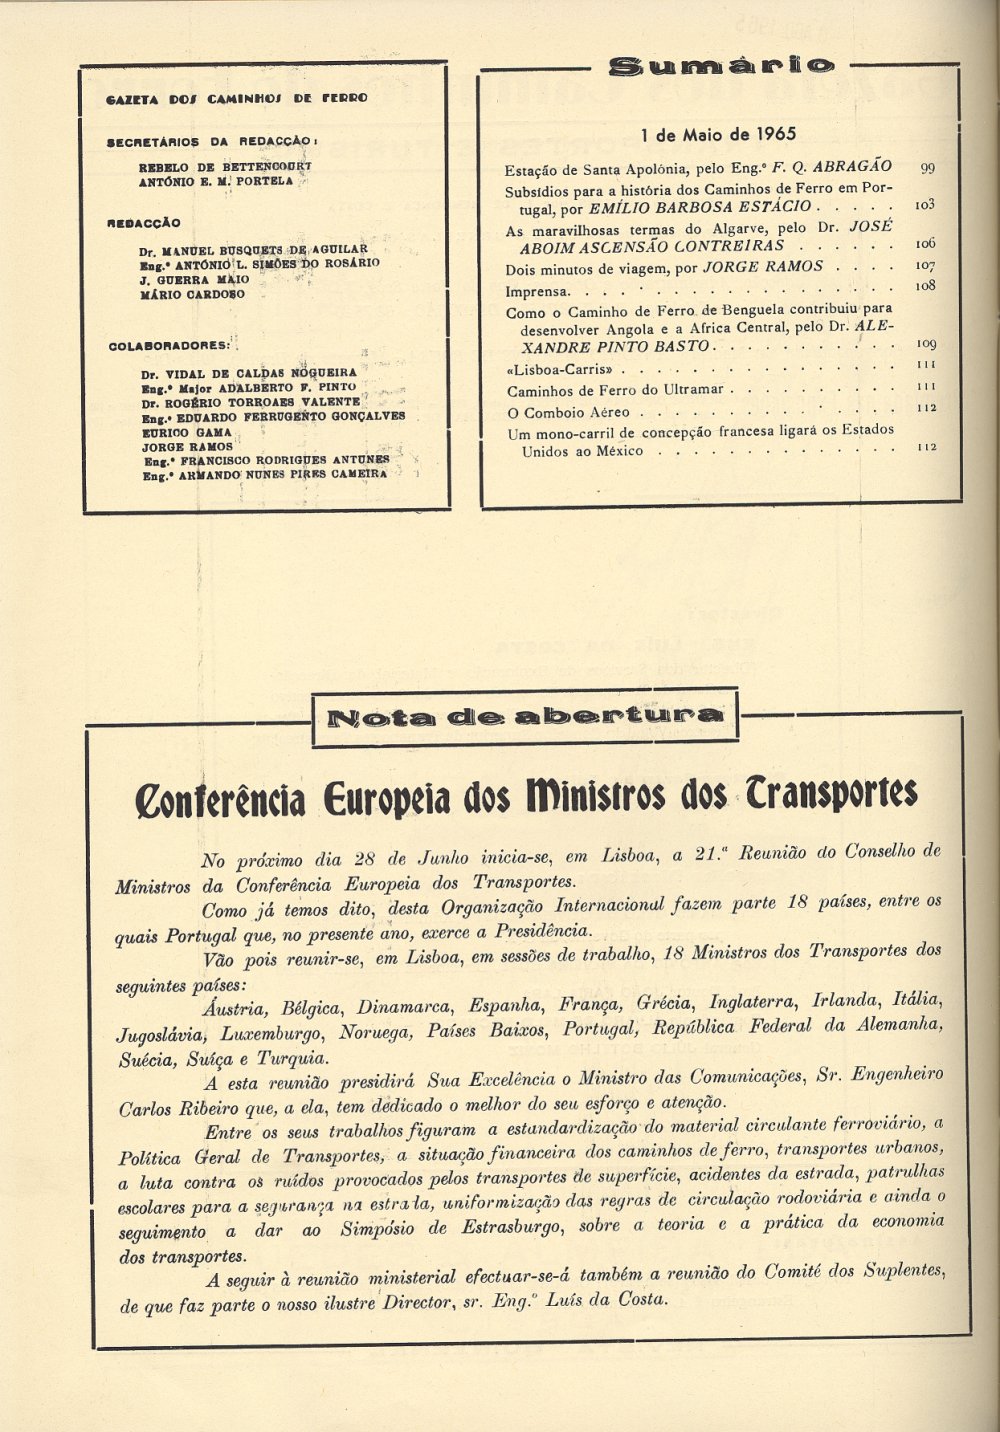 GAZETA DOS CAMINHOS DE FERRO
SECRETÁRIOS DA REDACÇÃO:
REBELO DE BETTENCOURT
ANTÓNIO E. M. PORTELA
REDACÇÃO
Dr. MANUEL BUSQUETS DE AGUILAR
Eng.º ANTÓNIO L. SIMÕES DO ROSÁRIO
J. GUERRA MAIO
MÁRIO CARDOSO
COLABORADORES:
Dr. VIDAL DE CALDAS NOGUEIRA
Eng.º Major ADALBERTO F. PINTO
Dr. ROGÉRIO TORROAES VALENTE
Eng.º EDUARDO FERRUGENTO GONÇALVES
EURICO GAMA
JORGE RAMOS
Eng.º FRANCISCO RODRIGUES ANTUNES
Eng.º ARMANDO NUNES PIRES CAMEIRA
Sumário
1 de Maio de 1965
Estação de Santa Apolónia, pelo Eng.º F. Q. ABRAGÃO 99
Subsídios para a história dos Caminhos de Ferro em Por-
tugal, por EMÍLIO BARBOSA ESTÁCIO . . . . . 103
As maravilhosas termas do Algarve, pelo Dr. JOSÉ
ABOIM ASCENSÃO CONTREIRAS . . . . . . 106
Dois minutos de viagem, por JORGE RAMOS . . . . 107
Imprensa. . . . . . . . . . . . . . . . . . 108
Como o Caminho de Ferro de Benguela contribuiu para
desenvolver Angola e a Africa Central, pelo Dr. ALE-
XANDRE PINTO BASTO . . . . . . . . . . . 109
«Lisboa-Carris» . . . . . . . . . . . . . . . . 111
Caminhos de Ferro do Ultramar . . . . . . . . . 111
O Comboio Aéreo . . . . . . . . . . . . . . . 112
Um mono-carril de concepção francesa ligará os Estados
Unidos ao México . . . . . . . . . . . . . . 112
Nota de abertura
Conferência Europeia dos Ministros dos Transportes
No próximo dia 28 de Junho inicia-se, em Lisboa, a 21.ª Reunião do Conselho de
Ministros da Conferência Europeia dos Transportes.
Como já temos dito, desta Organização Internacional fazem parte 18 países, entre os
quais Portugal que, no presente ano, exerce a Presidência.
Vão pois reunir-se, em Lisboa, em sessões de trabalho, 18 Ministros dos Transportes dos
seguintes países:
Áustria, Bélgica, Dinamarca, Espanha, França, Grécia, Inglaterra, Irlanda, Itália,
Jugoslávia, Luxemburgo, Noruega, Países Baixos, Portugal, República Federal da Alemanha,
Suécia, Suíça e Turquia.
A esta reunião presidirá Sua Excelência o Ministro das Comunicações, Sr. Engenheiro
Carlos Ribeiro que, a ela, tem dedicado o melhor do seu esforço e atenção.
Entre os seus trabalhos figuram a estandardização do material circulante ferroviário, a
Política Geral de Transportes, a situação financeira dos caminhos de ferro, transportes urbanos,
a luta contra os ruídos provocados pelos transportes de superfície, acidentes da estrada, patrulhas
escolares para a segurança na estrada, uniformização das regras de circulação rodoviária e ainda o
seguimento a dar ao Simpósio de Estrasburgo, sobre a teoria e a prática da economia
dos transportes.
A seguir à reunião ministerial efectuar-se-á também a reunião do Comité dos Suplentes,
de que faz parte o nosso ilustre Director, sr. Eng.º Luís da Costa.